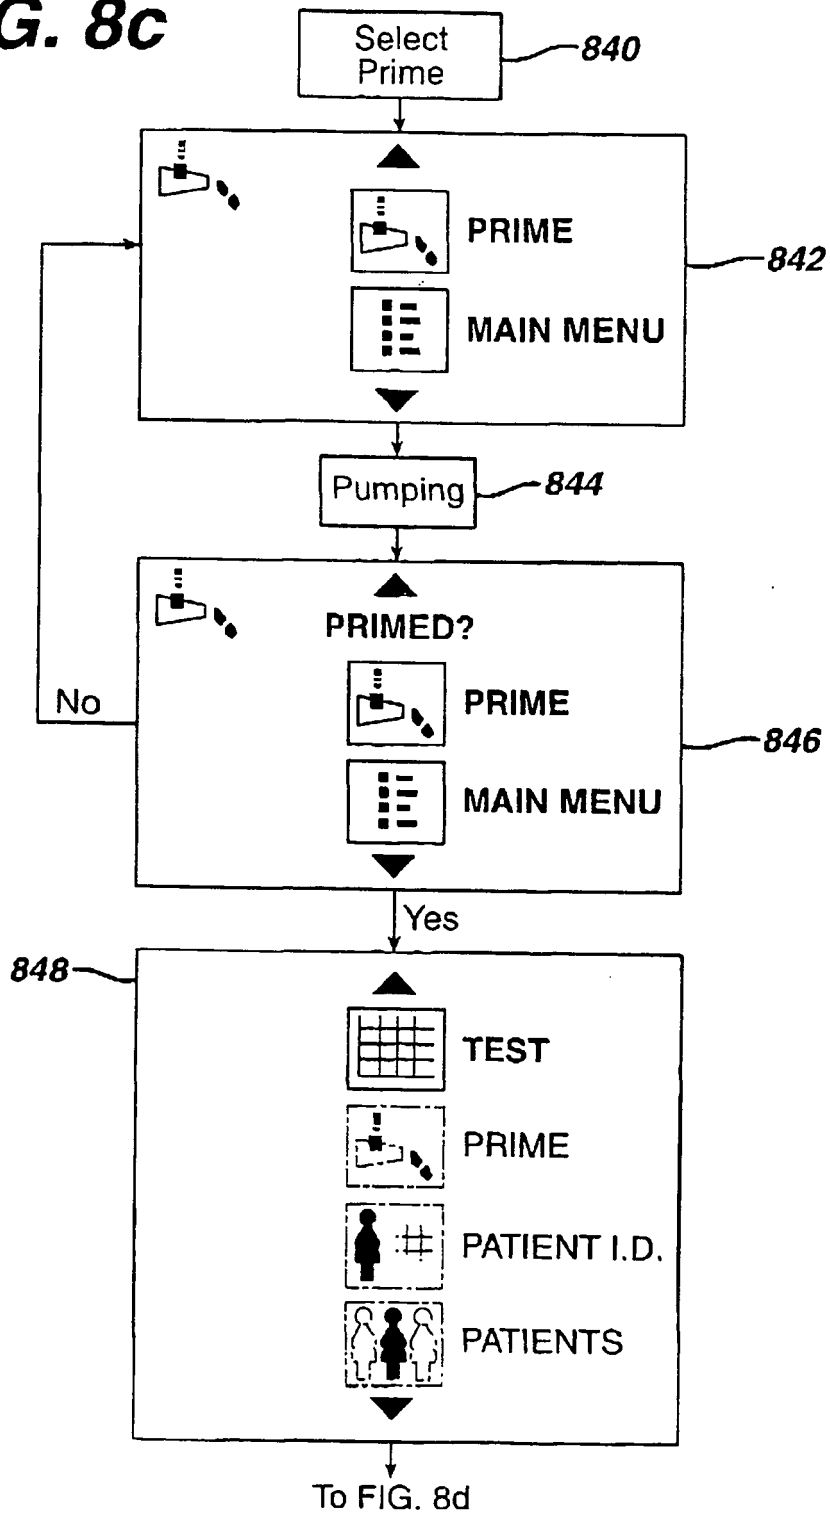 G. 8c
Select
Prime
840
PRIME
842
MAIN MENU
Pumping
844
PRIMED?
PRIME
No
846
MAIN MENU
Yes
848
TEST
PRIME
PATIENT I.D.
PATIENTS
To FIG. 8d